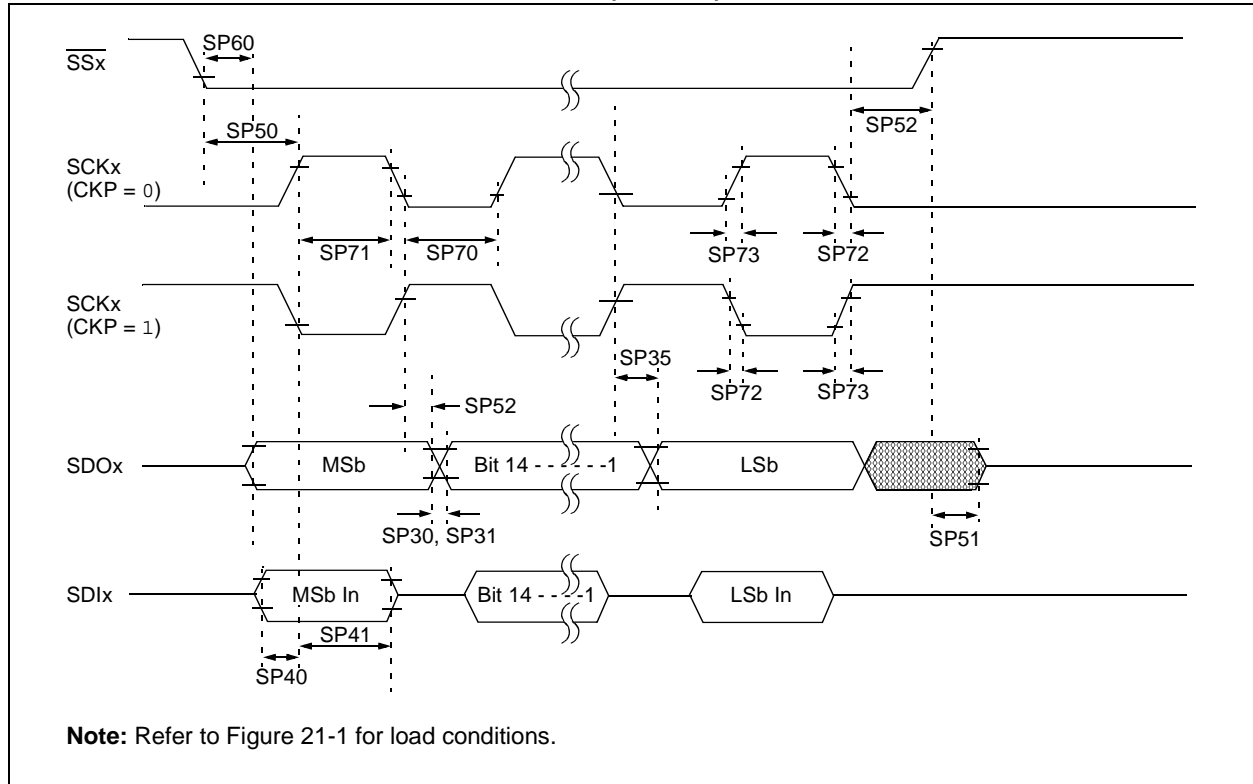 SP60
SSx
SP50
SP52
SCKx
(CKP = 0)
SP71
SP70
SP73
SP72
SCKx
(CKP = 1)
SP35
SP72
SP73
SP52
SDOx
MSb
Bit 14 - - - - - -1
LSb
SP30, SP31
SP51
SDIx
MSb In
Bit 14 - - - -1
LSb In
SP41
SP40
Note: Refer to Figure 21-1 for load conditions.